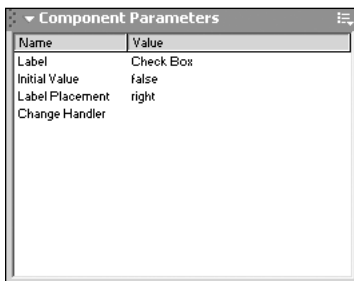 Component Parameters
Name Value
Label Check Box
Initial Value false
Label Placement right
Change Handler